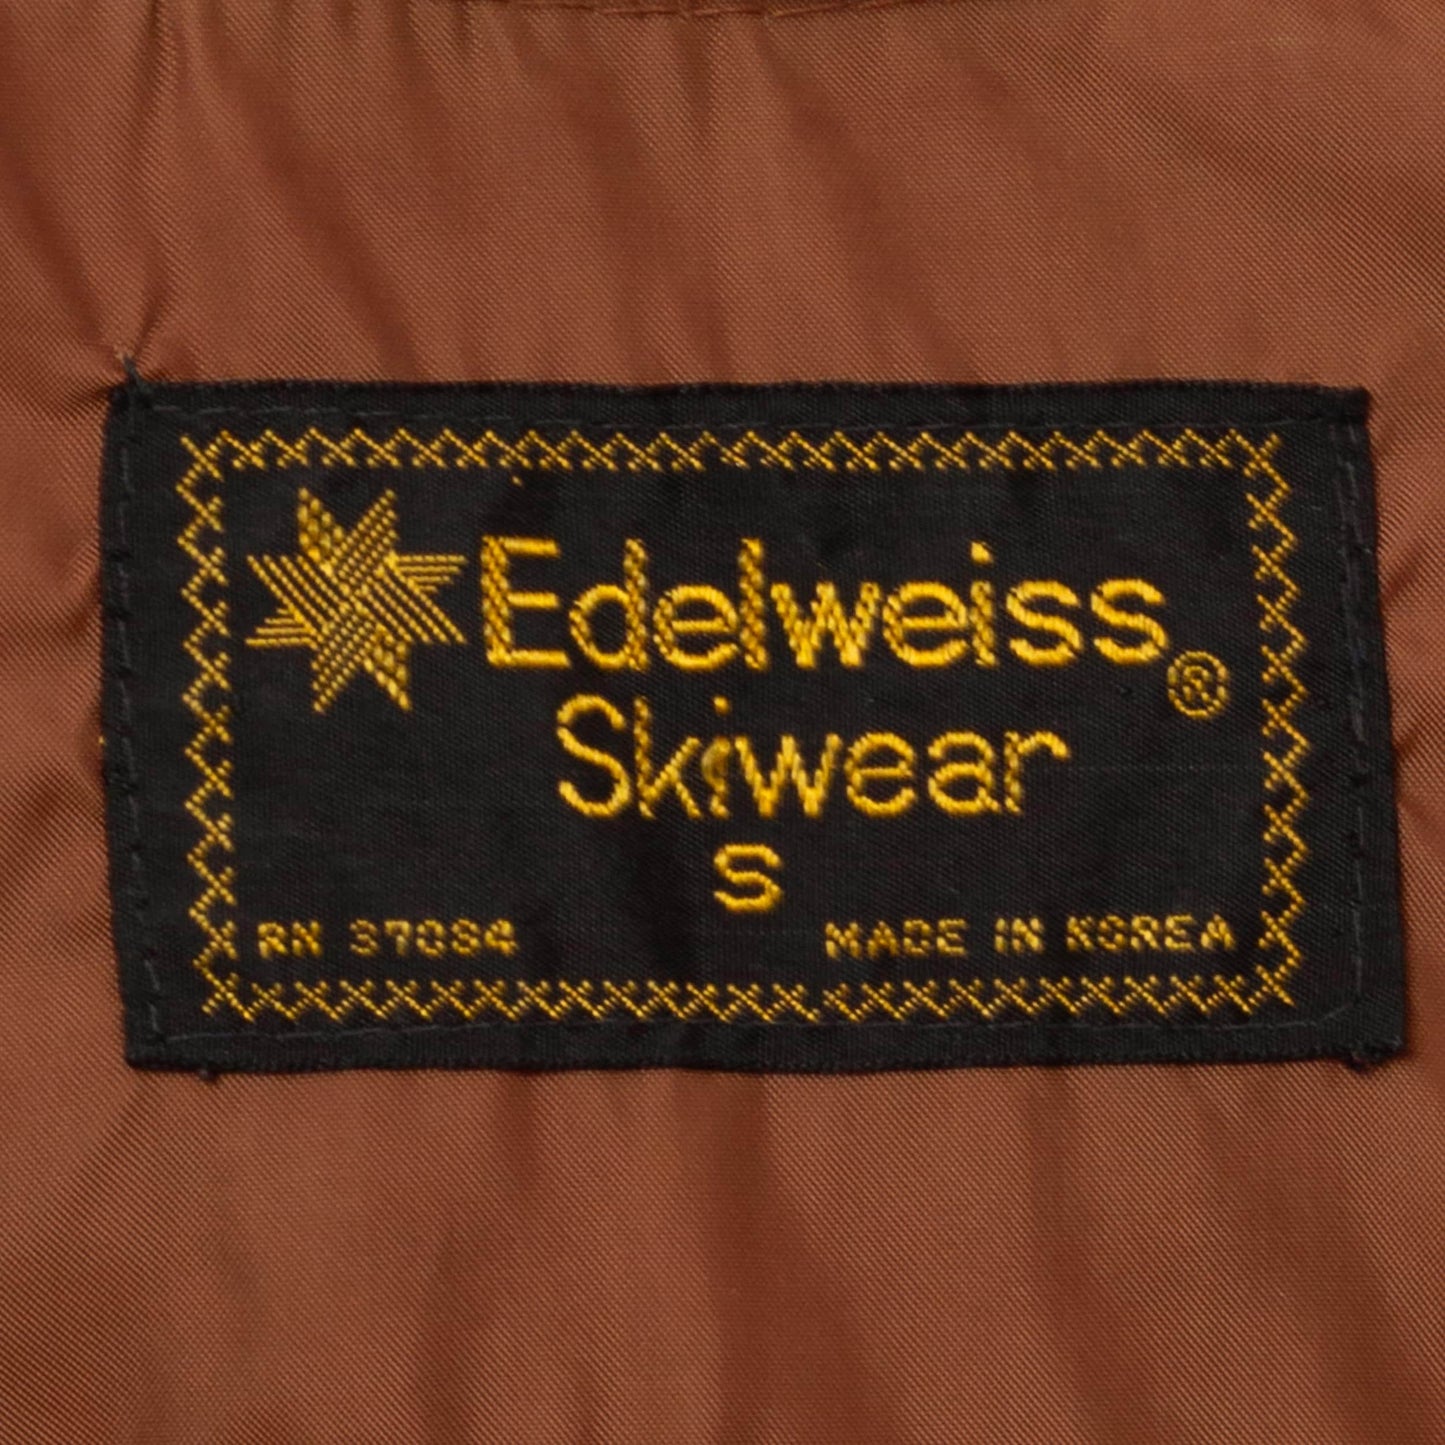 Edelweiss®
Skiwear
S
RN 37084 MADE IN KOREA